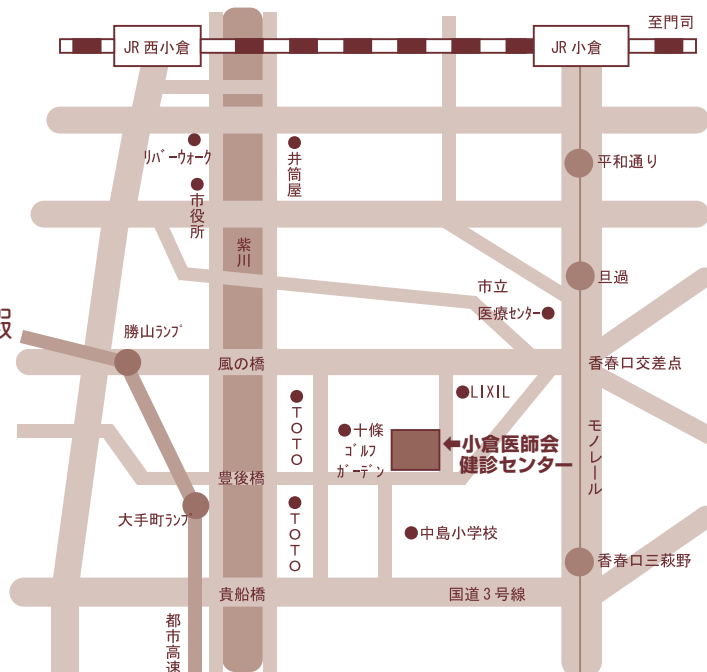 至門司
JR 西小倉
JR 小倉
リバーウォーク
井筒屋
平和通り
市役所
紫川
旦過
市立
医療センター
勝山ランプ
風の橋
香春口交差点
LIXIL
TOTO
十條
ゴルフ
ガーデン
←小倉医師会
健診センター
モノレール
豊後橋
大手町ランプ
TOTO
中島小学校
香春口三萩野
貴船橋
国道3号線
都市高速